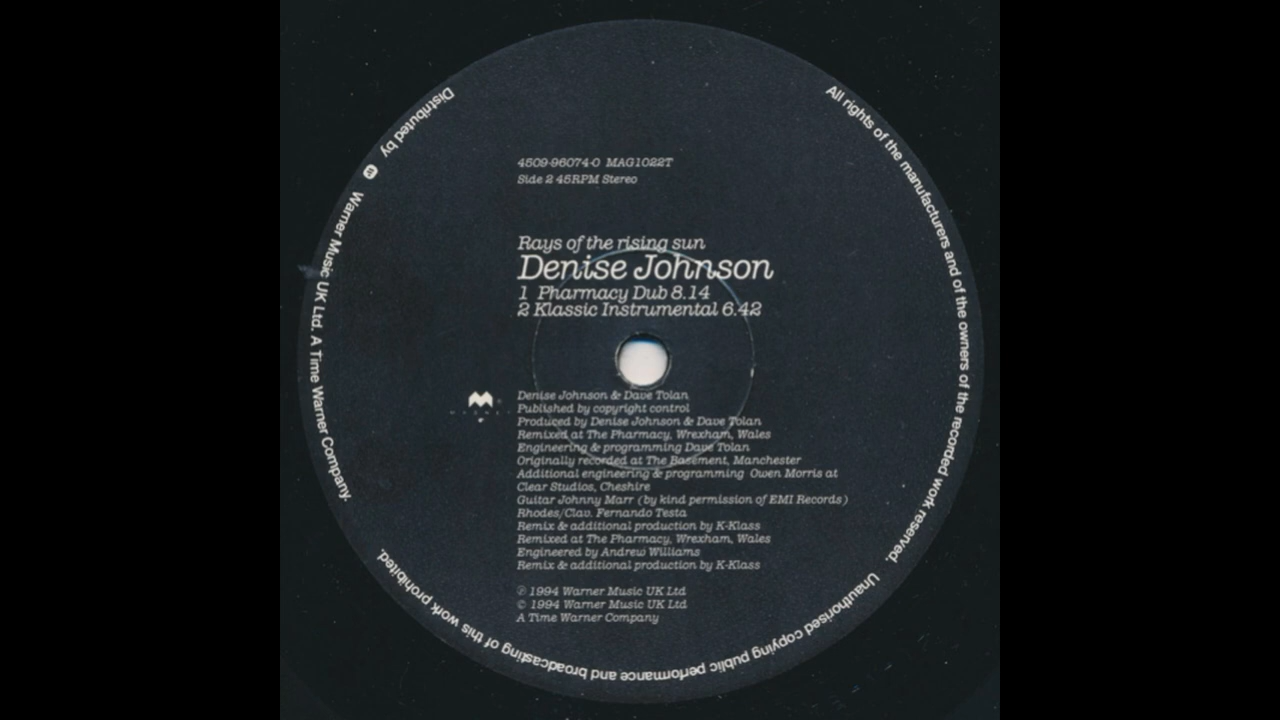 4509-96074-0 MAG1022T
Side 2 45RPM Stereo
Rays of the rising sun
Denise Johnson
1 Pharmacy Dub 8.14
2 Klassic Instrumental 6.42
Denise Johnson & Dave Tolan
Published by copyright control
Produced by Denise Johnson & Dave Tolan
Remixed at The Pharmacy, Wrexham, Wales
Engineering & programming Dave Tolan
Originally recorded at The Basement, Manchester
Additional engineering & programming Owen Morris at
Clear Studios, Cheshire
Guitar Johnny Marr (by kind permission of EMI Records)
Rhodes/Clav. Fernando Testa
Remix & additional production by K-Klass
Remixed at The Pharmacy, Wrexham, Wales
Engineered by Andrew Williams
Remix & additional production by K-Klass
℗ 1994 Warner Music UK Ltd
© 1994 Warner Music UK Ltd
A Time Warner Company
All rights of the manufacturers and of the owners of the recorded work reserved. Unauthorised copying public performance and broadcasting of this work prohibited.
Distributed by Warner Music UK Ltd. A Time Warner Company.